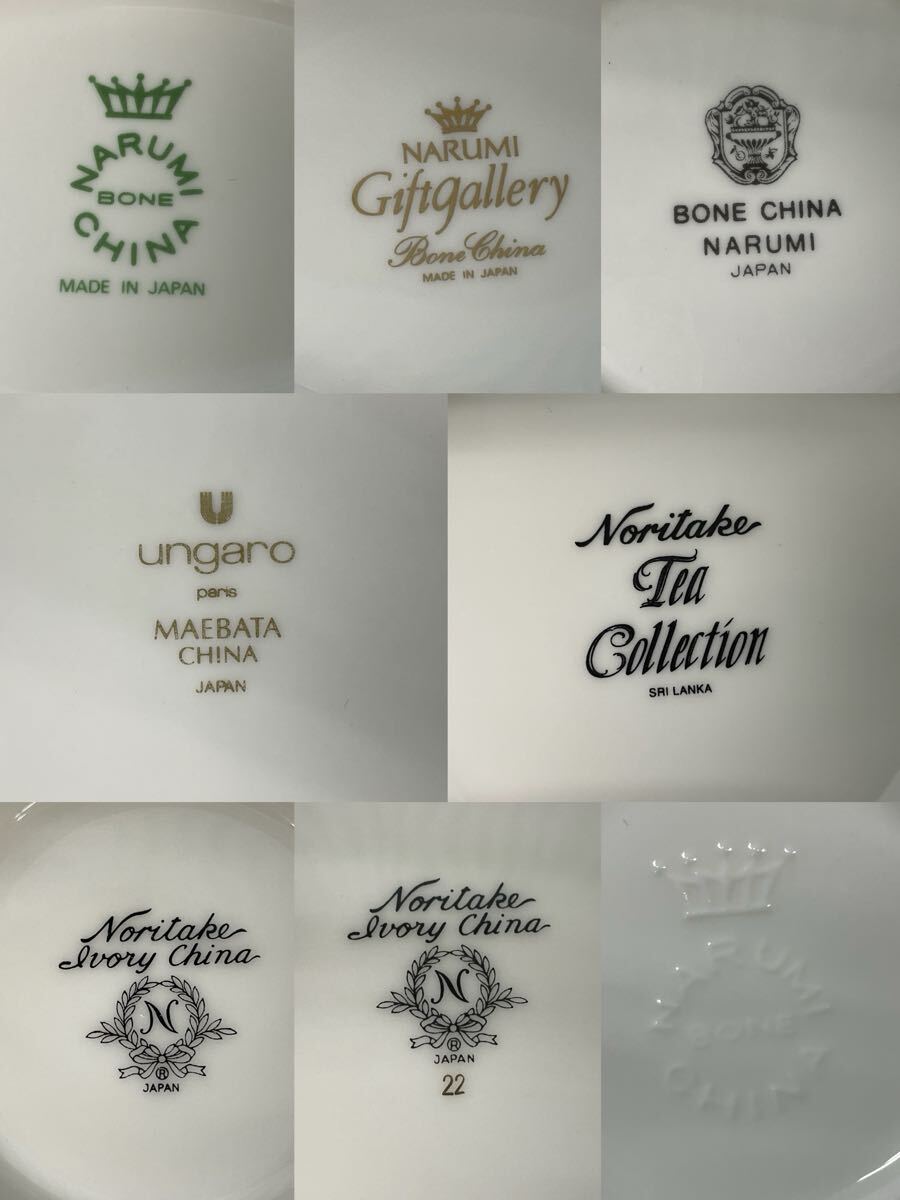 NARUMI
BONE
CHINA
MADE IN JAPAN
NARUMI
Giftgallery
Bone China
MADE IN JAPAN
BONE CHINA
NARUMI
JAPAN
U
ungaro
paris
MAEBATA
CHINA
JAPAN
Noritake
Tea
Collection
SRI LANKA
Noritake
Ivory China
N
®
JAPAN
Noritake
Ivory China
N
®
JAPAN
22
NARUMI
BONE
CHINA